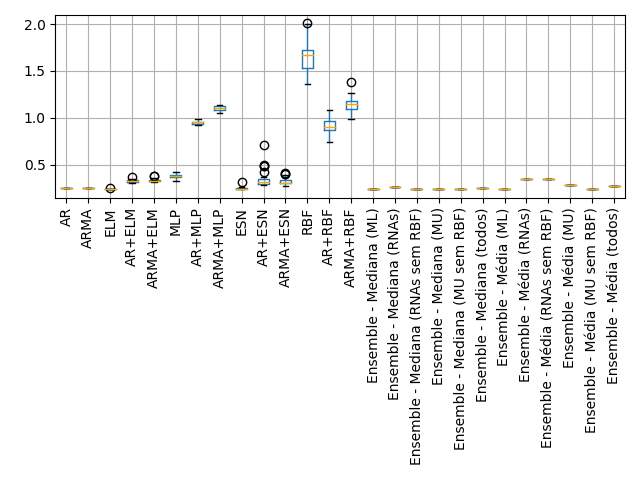 2.0
1.5
1.0
0.5
AR
ARMA
ELM
AR+ELM
ARMA+ELM
MLP
AR+MLP
ARMA+MLP
ESN
AR+ESN
ARMA+ESN
RBF
AR+RBF
ARMA+RBF
Ensemble - Mediana (ML)
Ensemble - Mediana (RNAs)
Ensemble - Mediana (RNAs sem RBF)
Ensemble - Mediana (MU)
Ensemble - Mediana (MU sem RBF)
Ensemble - Mediana (todos)
Ensemble - Média (ML)
Ensemble - Média (RNAs)
Ensemble - Média (RNAs sem RBF)
Ensemble - Média (MU)
Ensemble - Média (MU sem RBF)
Ensemble - Média (todos)